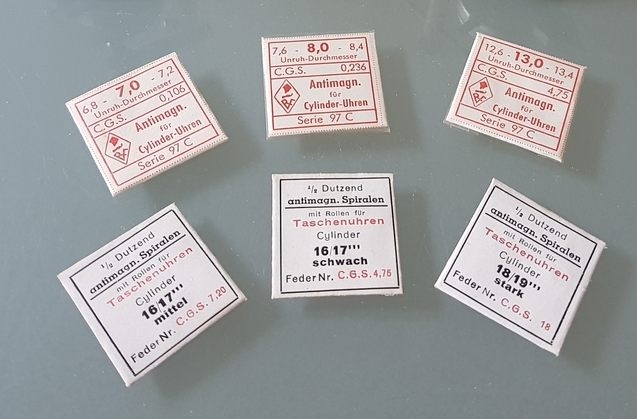 6,8 - 7,0 - 7,2
Unruh-Durchmesser
C.G.S. 0,106
Antimagn.
für
Cylinder-Uhren
Serie 97 C
7,6 - 8,0 - 8,4
Unruh-Durchmesser
C.G.S. 0,236
Antimagn.
für
Cylinder-Uhren
Serie 97 C
12,6 - 13,0 - 13,4
Unruh-Durchmesser
C.G.S. 4,75
Antimagn.
für
Cylinder-Uhren
Serie 97 C
1/2 Dutzend
antimagn. Spiralen
mit Rollen für
Taschenuhren
Cylinder
16/17'''
mittel
Feder Nr. C.G.S. 7,20
1/2 Dutzend
antimagn. Spiralen
mit Rollen für
Taschenuhren
Cylinder
16/17'''
schwach
Feder Nr. C.G.S. 4,75
1/2 Dutzend
antimagn. Spiralen
mit Rollen für
Taschenuhren
Cylinder
18/19'''
stark
Feder Nr. C.G.S. 18